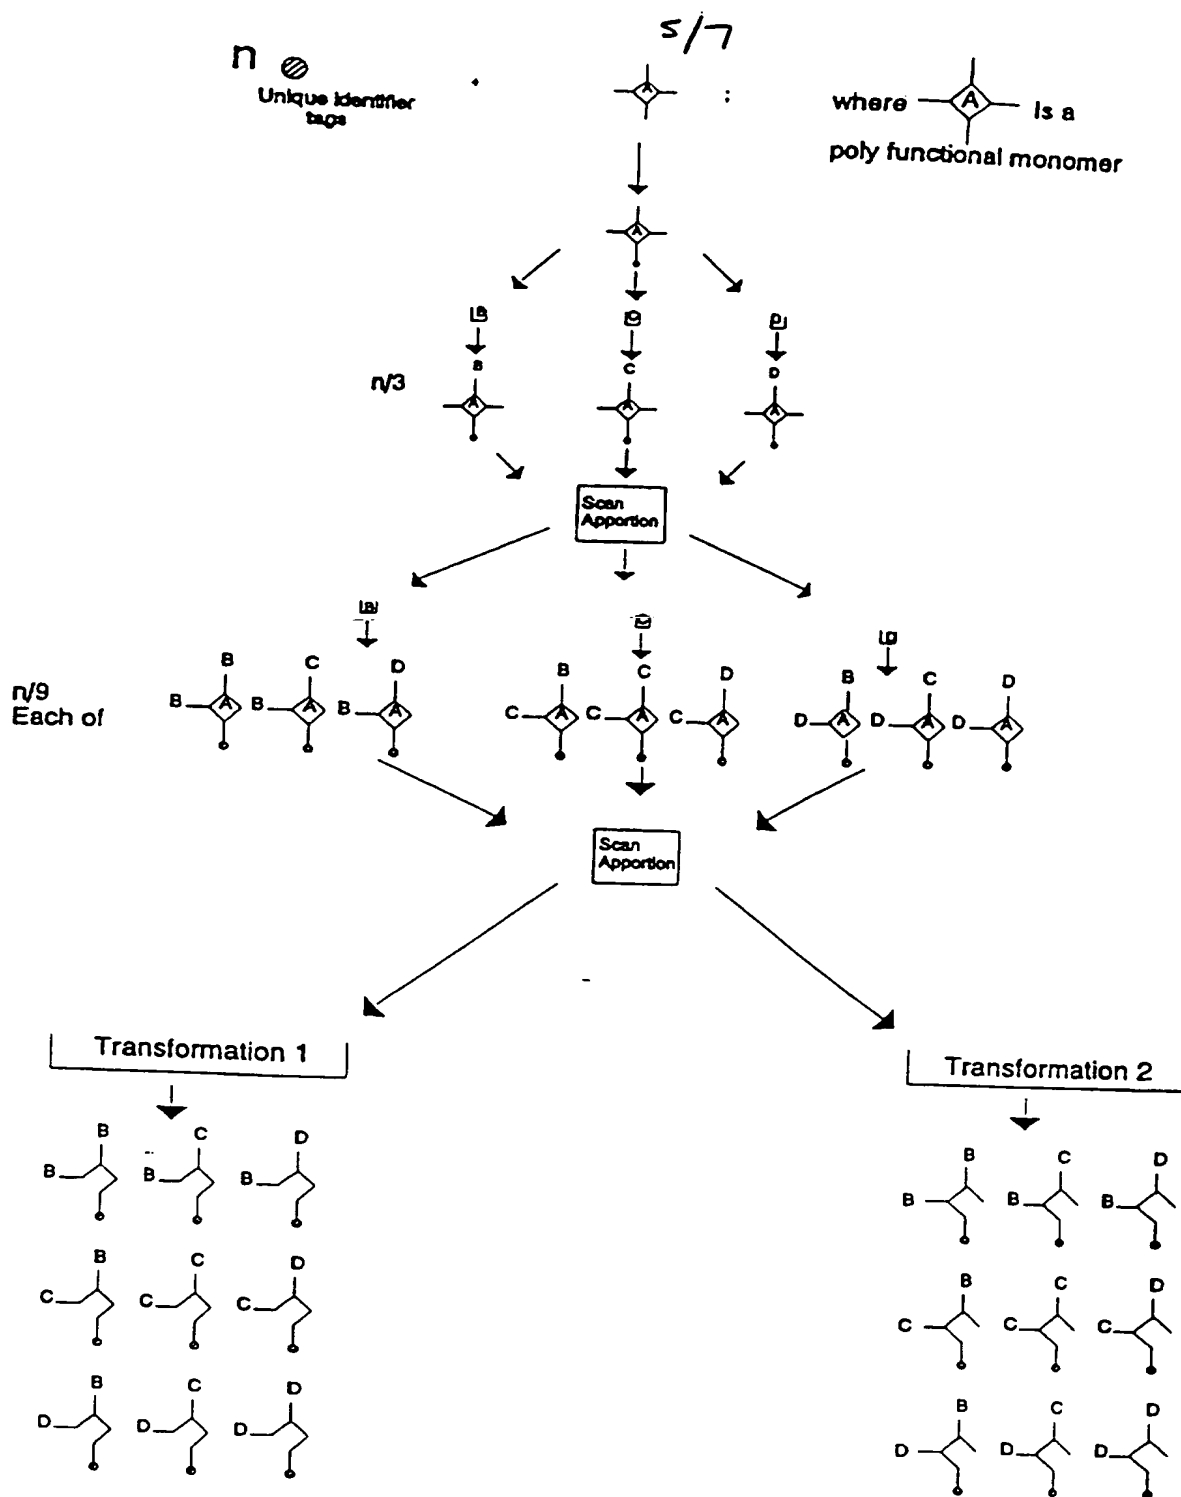 5/7
n
Unique identifier
tags
A
where A is a
poly functional monomer
A
B C D
B C D
n/3
A A A
Scan
Apportion
B C D
n/9
Each of
B C D B C D B C D
B A B A B A C A C A C A D A D A D A
Scan
Apportion
Transformation 1
Transformation 2
B C D
B B B
B C D
C C C
B C D
D D D
B C D
B B B
B C D
C C C
B C D
D D D